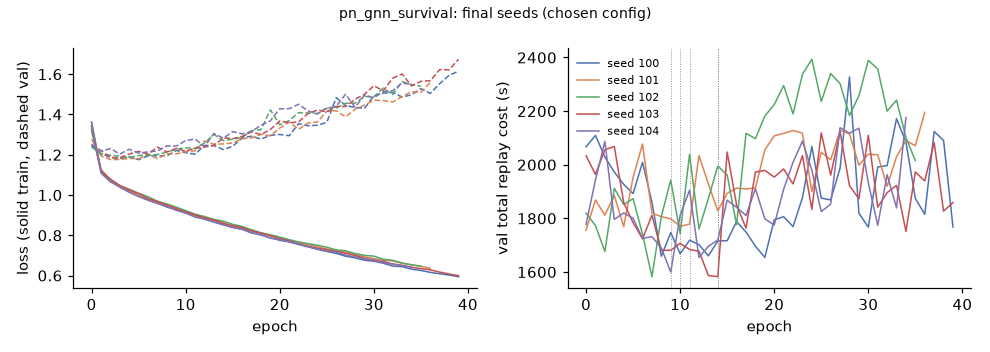 pn_gnn_survival: final seeds (chosen config)
loss (solid train, dashed val)
1.6
1.4
1.2
1.0
0.8
0.6
0
10
20
30
40
epoch
val total replay cost (s)
2400
2200
2000
1800
1600
seed 100
seed 101
seed 102
seed 103
seed 104
0
10
20
30
40
epoch